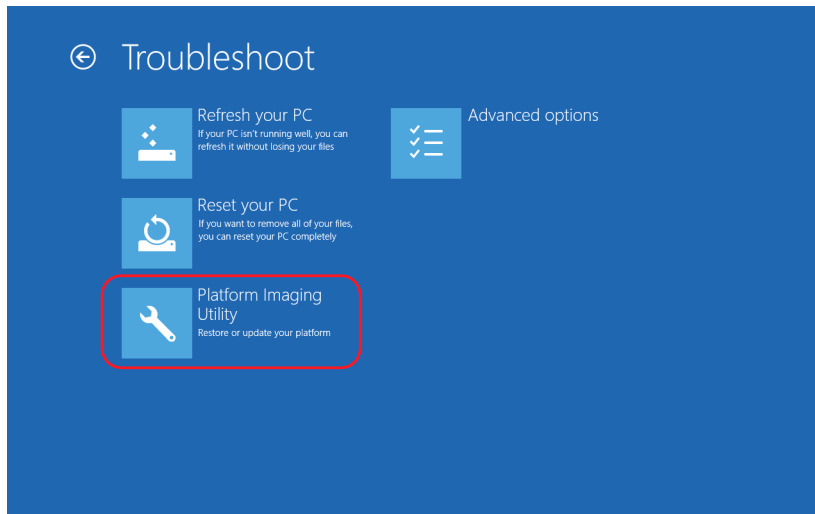 Troubleshoot
Refresh your PC
If your PC isn't running well, you can
refresh it without losing your files
Advanced options
Reset your PC
If you want to remove all of your files,
you can reset your PC completely
Platform Imaging
Utility
Restore or update your platform